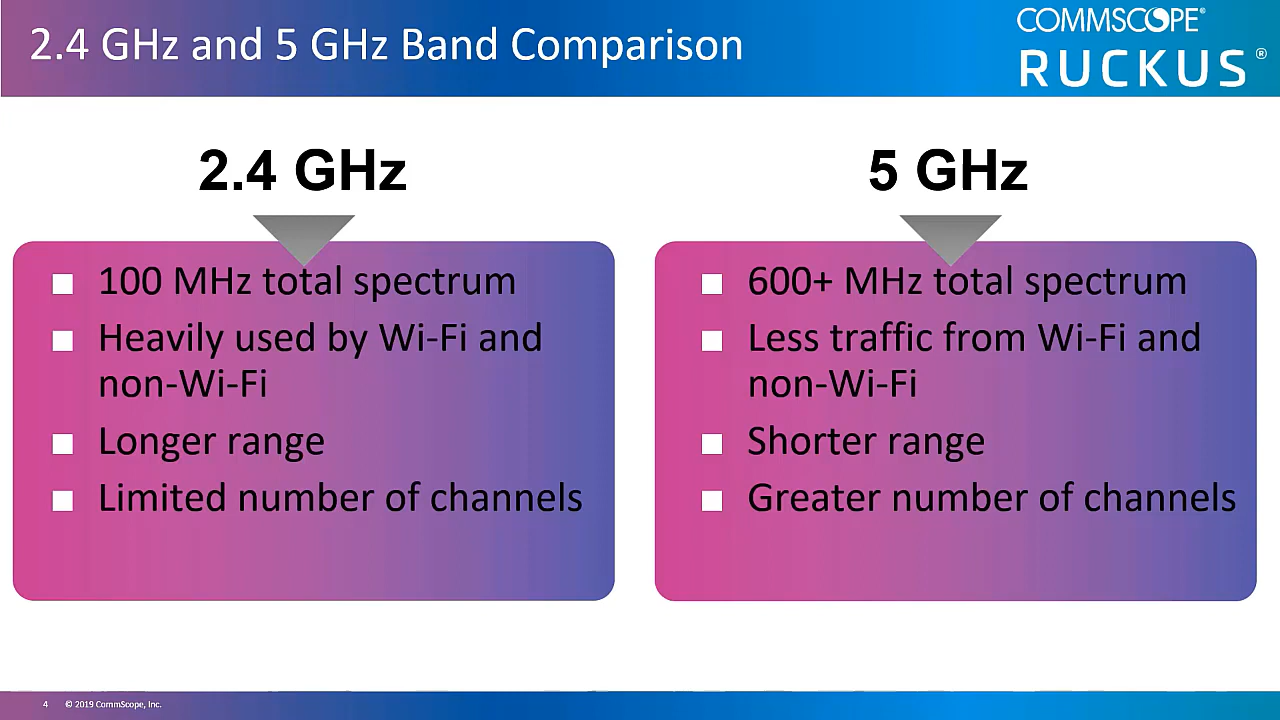 2.4 GHz and 5 GHz Band Comparison
COMMSCOPE®
RUCKUS®
2.4 GHz
100 MHz total spectrum
Heavily used by Wi-Fi and
non-Wi-Fi
Longer range
Limited number of channels
5 GHz
600+ MHz total spectrum
Less traffic from Wi-Fi and
non-Wi-Fi
Shorter range
Greater number of channels
4 © 2019 CommScope, Inc.